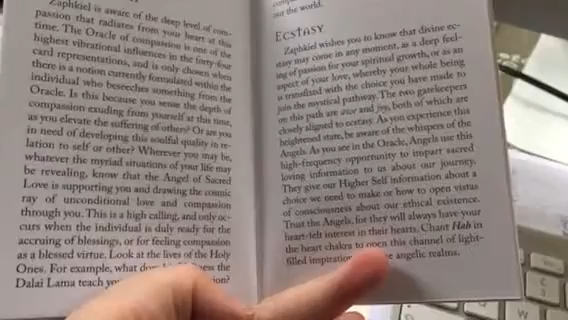 Zaphkiel is aware of the deep level of com-
passion that radiates from your heart at this
time. The Oracle of compassion is one of the
highest vibrational influences in the forty-four
card representations, and is only chosen when
there is a notion currently formulated within the
individual who beseeches something from the
Oracle. Is this because you sense the depth of
compassion exuding from yourself at this time,
as you elevate the suffering of others? Or are you
in need of developing this soulful quality in re-
lation to self or other? Wherever you may be,
whatever the myriad situations of your life may
be revealing, know that the Angel of Sacred
Love is supporting you and drawing the cosmic
ray of unconditional love and compassion
through you. This is a high calling, and only oc-
curs when the individual is duly ready for the
accruing of blessings, or for feeling compassion
as a blessed virtue. Look at the lives of the Holy
Ones. For example, what does the
Dalai Lama teach you
out the world.
ECSTASY
Zaphkiel wishes you to know that divine ec-
stasy may come in any moment, as a deep feel-
ing of passion for your spiritual growth, or as an
aspect of your love, whereby your whole being
is transfixed with the choice you have made to
join the mystical pathway. The two gatekeepers
on this path are awe and joy, both of which are
closely aligned to ecstasy. As you experience this
heightened state, be aware of the whispers of the
Angels. As you see in the Oracle, Angels use this
high-frequency opportunity to impart sacred
loving information to us about our journey.
They give our Higher Self information about a
choice we need to make or how to open vistas
of consciousness about our ethical existence.
Trust the Angels, for they will always have your
heart-felt interest in their hearts. Chant Hab in
the heart chakra to open this channel of light-
filled inspiration angelic realms.